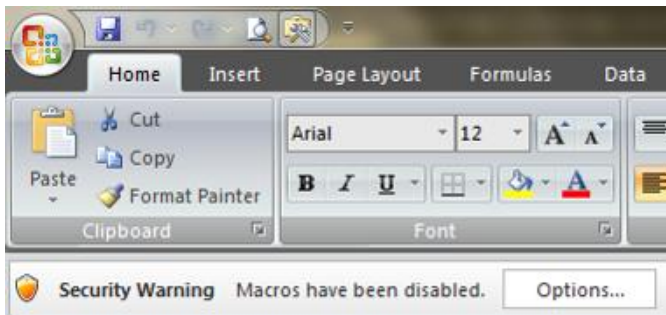 Home Insert Page Layout Formulas Data
Cut
Arial 12 A A
Copy
Paste
B I U A
Format Painter
Clipboard Font
Security Warning Macros have been disabled. Options...